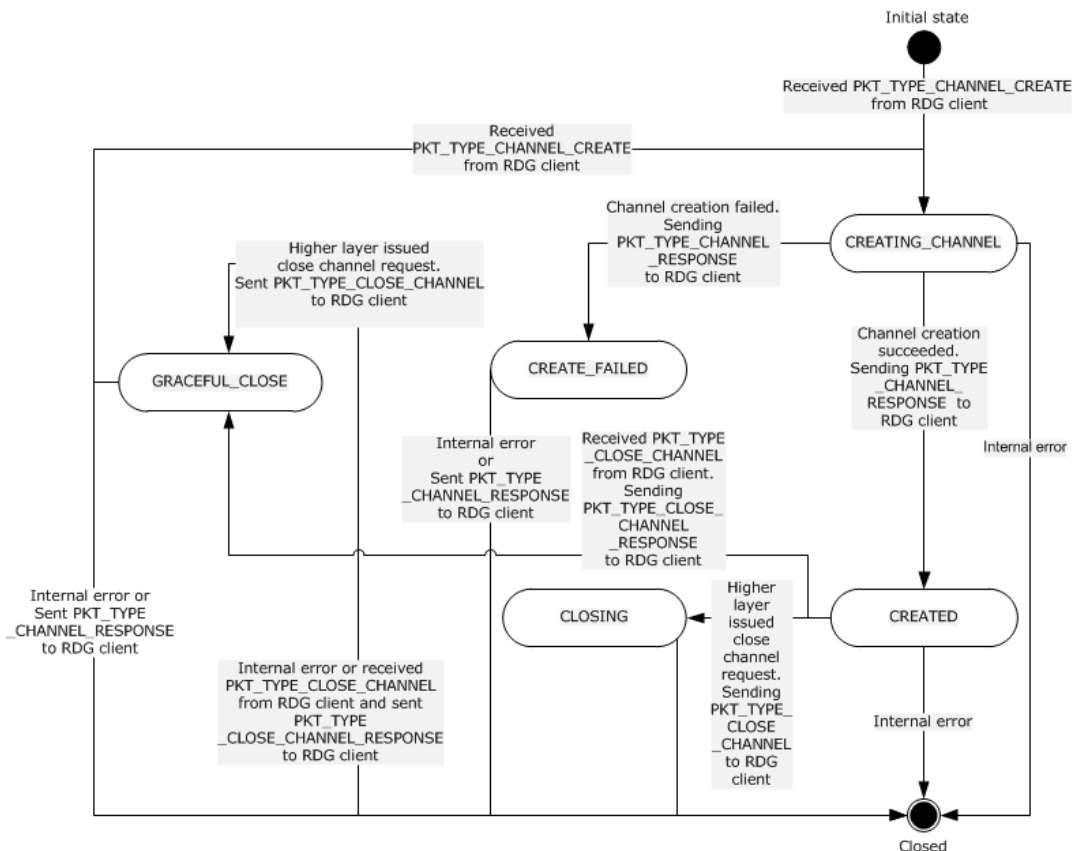 Initial state
Received PKT_TYPE_CHANNEL_CREATE
from RDG client
Received
PKT_TYPE_CHANNEL_CREATE
from RDG client
Channel creation failed.
Sending
PKT_TYPE_CHANNEL
_RESPONSE
to RDG client
CREATING_CHANNEL
Higher layer issued
close channel request.
Sent PKT_TYPE_CLOSE_CHANNEL
to RDG client
Channel creation
succeeded.
Sending PKT_TYPE
_CHANNEL_
RESPONSE to
RDG client
GRACEFUL_CLOSE
CREATE_FAILED
Internal error
or
Sent PKT_TYPE
_CHANNEL_RESPONSE
to RDG client
Received PKT_TYPE
_CLOSE_CHANNEL
from RDG client.
Sending
PKT_TYPE_CLOSE_
CHANNEL
_RESPONSE
to RDG client
Internal error
Internal error or
Sent PKT_TYPE
_CHANNEL_RESPONSE
to RDG client
CLOSING
Higher
layer
issued
close
channel
request.
Sending
PKT_TYPE_
CLOSE
_CHANNEL
to RDG
client
CREATED
Internal error or received
PKT_TYPE_CLOSE_CHANNEL
from RDG client and sent
PKT_TYPE
_CLOSE_CHANNEL_RESPONSE
to RDG client
Internal error
Closed